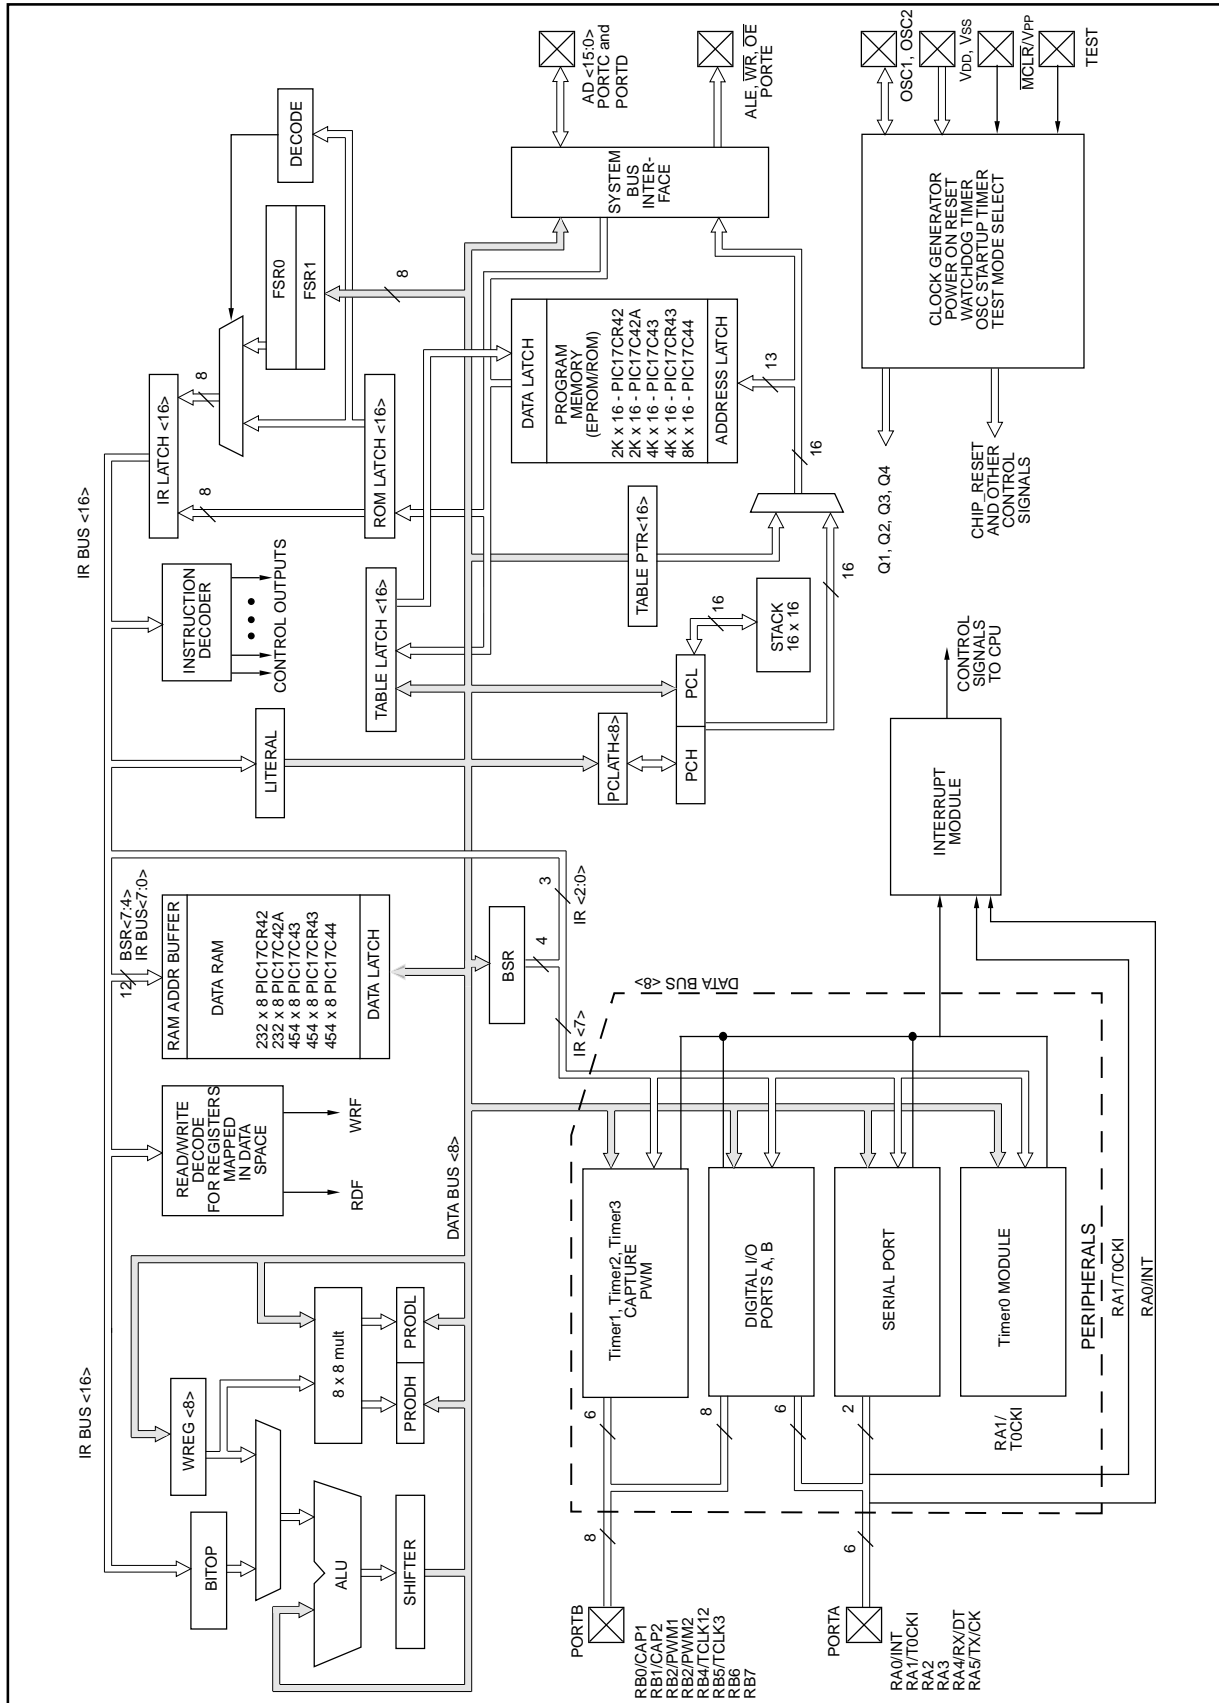 IR BUS <16>
BITOP
WREG <8>
ALU
SHIFTER
8 x 8 mult
PRODH
PRODL
READ/WRITE
DECODE
FOR REGISTERS
MAPPED
IN DATA
SPACE
RDF
WRF
DATA BUS <8>
12
BSR<7:4>
IR BUS<7:0>
RAM ADDR BUFFER
DATA RAM
232 x 8 PIC17CR42
232 x 8 PIC17C42A
454 x 8 PIC17C43
454 x 8 PIC17CR43
454 x 8 PIC17C44
DATA LATCH
BSR
4
3
IR <2:0>
IR <7>
LITERAL
INSTRUCTION
DECODER
CONTROL OUTPUTS
IR BUS <16>
IR LATCH <16>
8
8
ROM LATCH <16>
TABLE LATCH <16>
FSR0
FSR1
8
DECODE
DATA LATCH
PROGRAM
MEMORY
(EPROM/ROM)
2K x 16 - PIC17CR42
2K x 16 - PIC17C42A
4K x 16 - PIC17C43
4K x 16 - PIC17CR43
8K x 16 - PIC17C44
ADDRESS LATCH
13
16
16
TABLE PTR<16>
STACK
16 x 16
16
PCLATH<8>
PCH
PCL
SYSTEM
BUS
INTER-
FACE
AD <15:0>
PORTC and
PORTD
ALE, WR, OE
PORTE
OSC1, OSC2
VDD, VSS
MCLR/VPP
TEST
CLOCK GENERATOR
POWER ON RESET
WATCHDOG TIMER
OSC STARTUP TIMER
TEST MODE SELECT
Q1, Q2, Q3, Q4
CHIP_RESET
AND OTHER
CONTROL
SIGNALS
CONTROL
SIGNALS
TO CPU
INTERRUPT
MODULE
DATA BUS <8>
Timer1, Timer2, Timer3
CAPTURE
PWM
DIGITAL I/O
PORTS A, B
SERIAL PORT
Timer0 MODULE
PERIPHERALS
RA1/T0CKI
RA0/INT
6
8
6
2
RA1/
T0CKI
8
6
PORTB
RB0/CAP1
RB1/CAP2
RB2/PWM1
RB2/PWM2
RB4/TCLK12
RB5/TCLK3
RB6
RB7
PORTA
RA0/INT
RA1/T0CKI
RA2
RA3
RA4/RX/DT
RA5/TX/CK